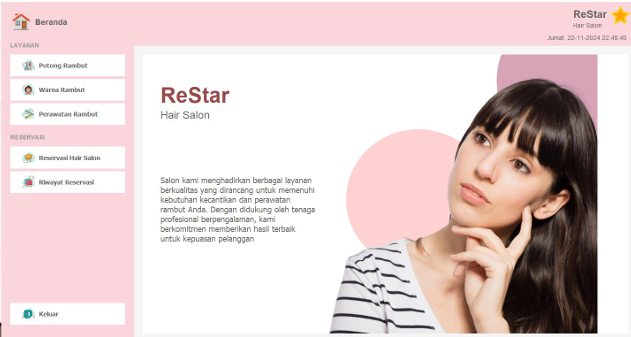 Beranda
ReStar
Hair Salon
Jumat, 22-11-2024 22:45:40
LAYANAN
Potong Rambut
Warna Rambut
Perawatan Rambut
RESERVASI
Reservasi Hair Salon
Riwayat Reservasi
Keluar
ReStar
Hair Salon
Salon kami menghadirkan berbagai layanan
berkualitas yang dirancang untuk memenuhi
kebutuhan kecantikan dan perawatan
rambut Anda. Dengan didukung oleh tenaga
profesional berpengalaman, kami
berkomitmen memberikan hasil terbaik
untuk kepuasan pelanggan